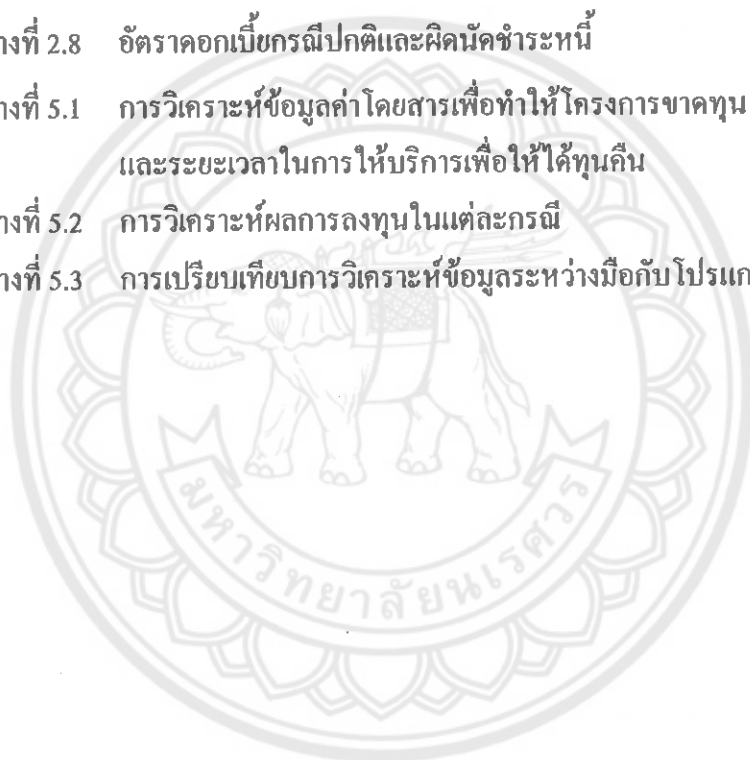 างที่ 2.8 อัตราดอกเบี้ยกรณีปกติและผิดนัดชำระหนี้
างที่ 5.1 การวิเคราะห์ข้อมูลค่าโดยสารเพื่อทำให้โครงการขาดทุน
และระยะเวลาในการให้บริการเพื่อให้ได้ทุนคืน
างที่ 5.2 การวิเคราะห์ผลการลงทุนในแต่ละกรณี
างที่ 5.3 การเปรียบเทียบการวิเคราะห์ข้อมูลระหว่างมือกับโปรแก
มหาวิทยาลัยนเรศวร